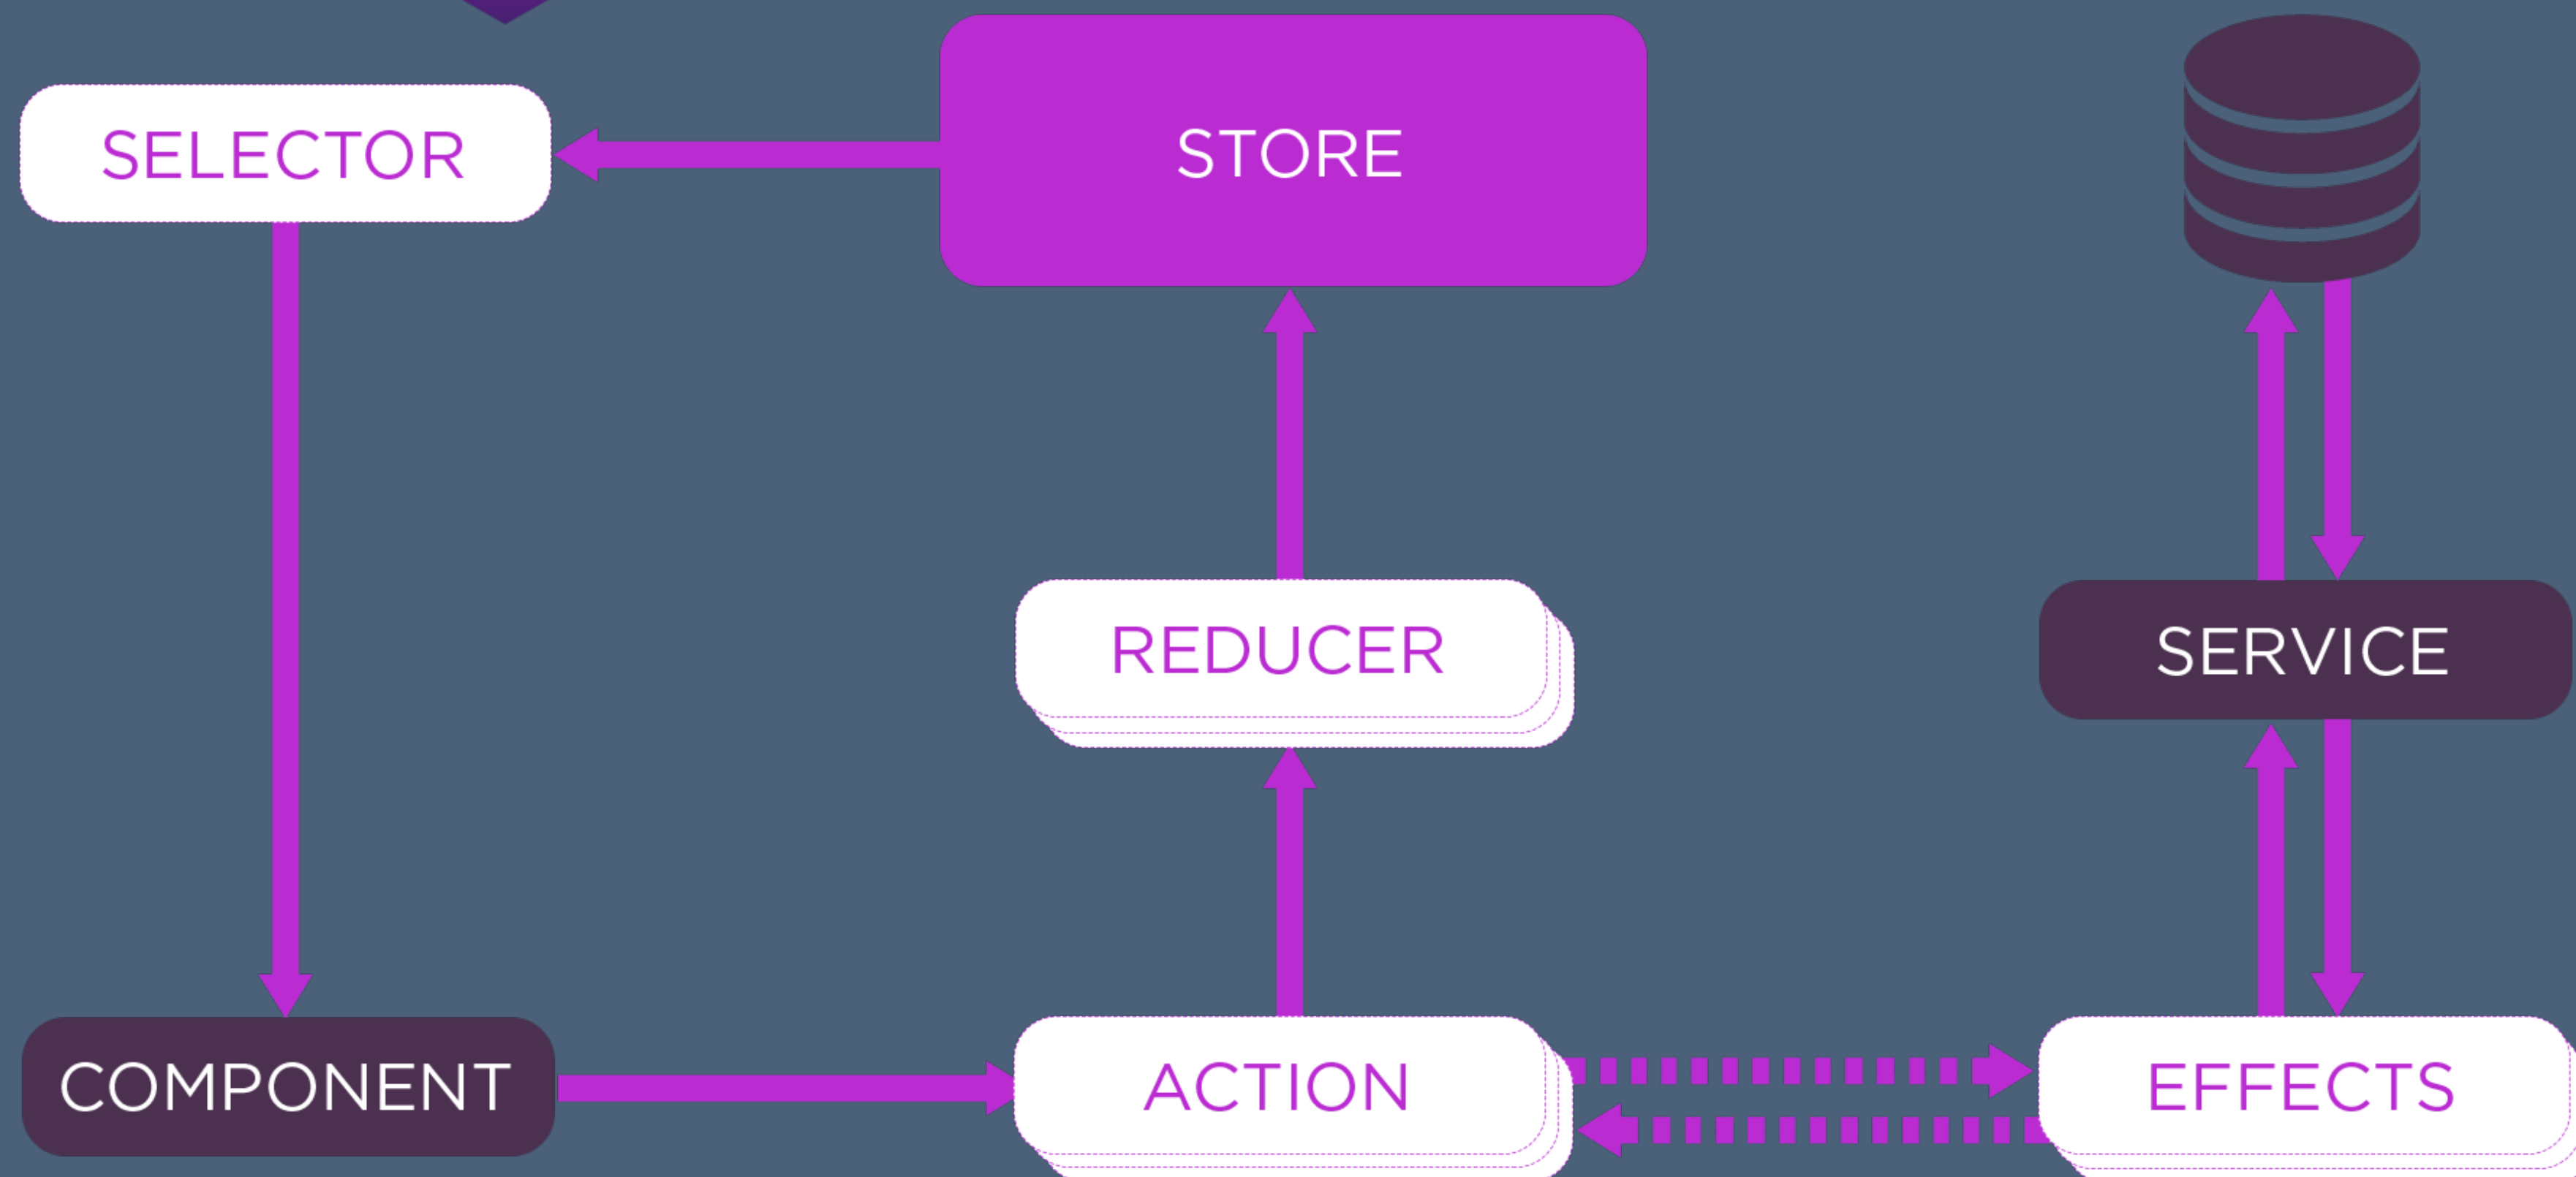 SELECTOR
STORE
REDUCER
SERVICE
COMPONENT
ACTION
EFFECTS